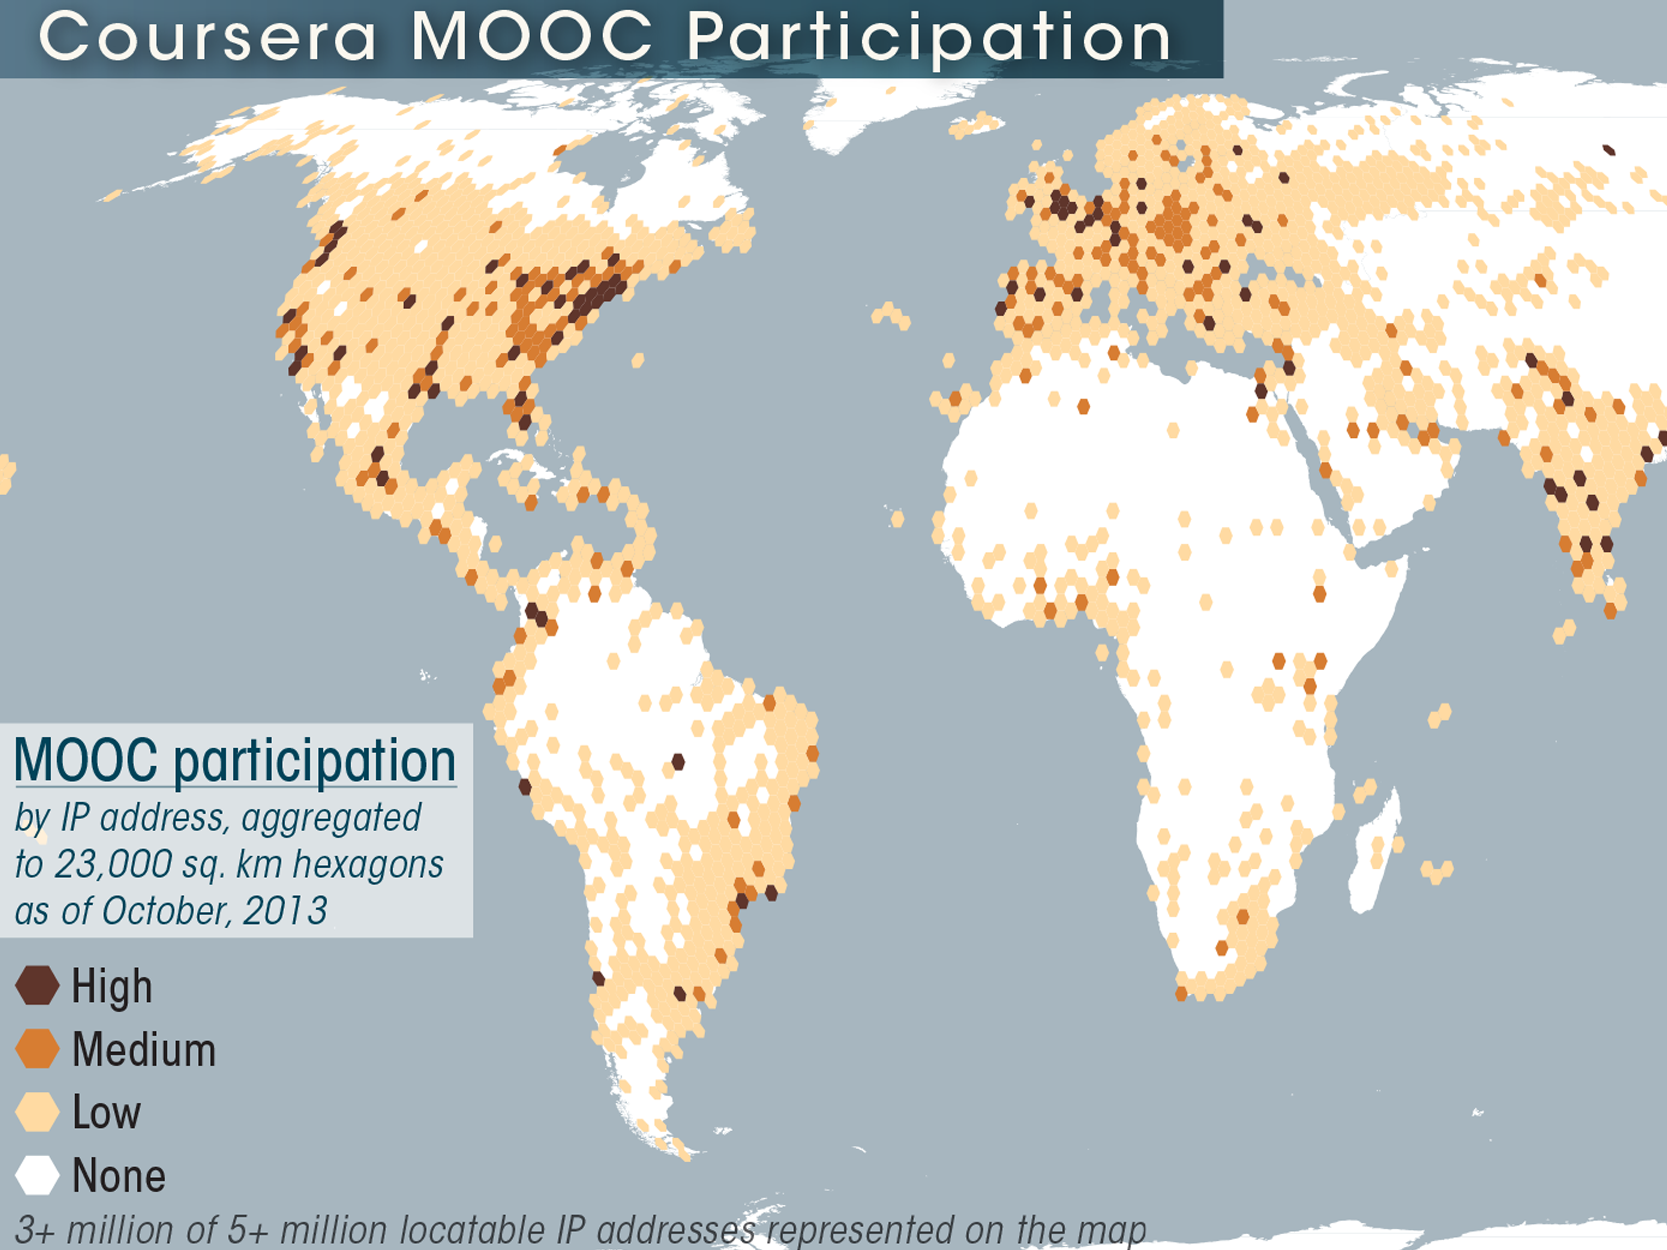 Coursera MOOC Participation
MOOC participation
by IP address, aggregated
to 23,000 sq. km hexagons
as of October, 2013
High
Medium
Low
None
3+ million of 5+ million locatable IP addresses represented on the map